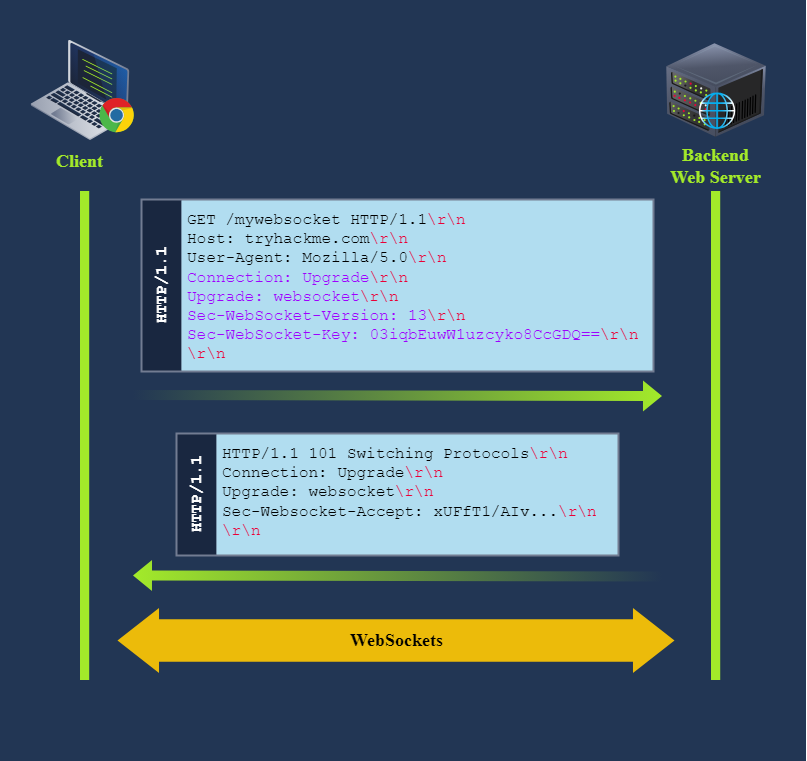 Client
Backend
Web Server
HTTP/1.1
GET /mywebsocket HTTP/1.1\r\n
Host: tryhackme.com\r\n
User-Agent: Mozilla/5.0\r\n
Connection: Upgrade\r\n
Upgrade: websocket\r\n
Sec-WebSocket-Version: 13\r\n
Sec-WebSocket-Key: 03iqbEuwW1uzcyko8CcGDQ==\r\n
\r\n
HTTP/1.1
HTTP/1.1 101 Switching Protocols\r\n
Connection: Upgrade\r\n
Upgrade: websocket\r\n
Sec-Websocket-Accept: xUFfT1/AIv...\r\n
\r\n
WebSockets